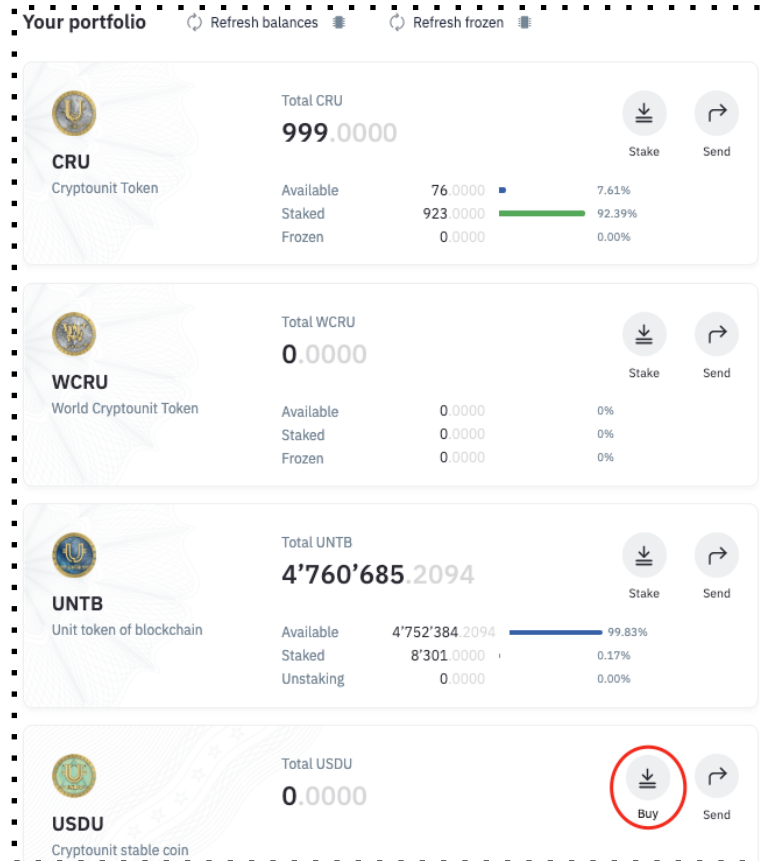 Your portfolio Refresh balances Refresh frozen
CRU
Cryptounit Token
Total CRU
999.0000
Stake Send
Available 76.0000 7.61%
Staked 923.0000 92.39%
Frozen 0.0000 0.00%
WCRU
World Cryptounit Token
Total WCRU
0.0000
Stake Send
Available 0.0000 0%
Staked 0.0000 0%
Frozen 0.0000 0%
UNTB
Unit token of blockchain
Total UNTB
4’760’685.2094
Stake Send
Available 4’752’384.2094 99.83%
Staked 8’301.0000 0.17%
Unstaking 0.0000 0.00%
USDU
Cryptounit stable coin
Total USDU
0.0000
Buy Send